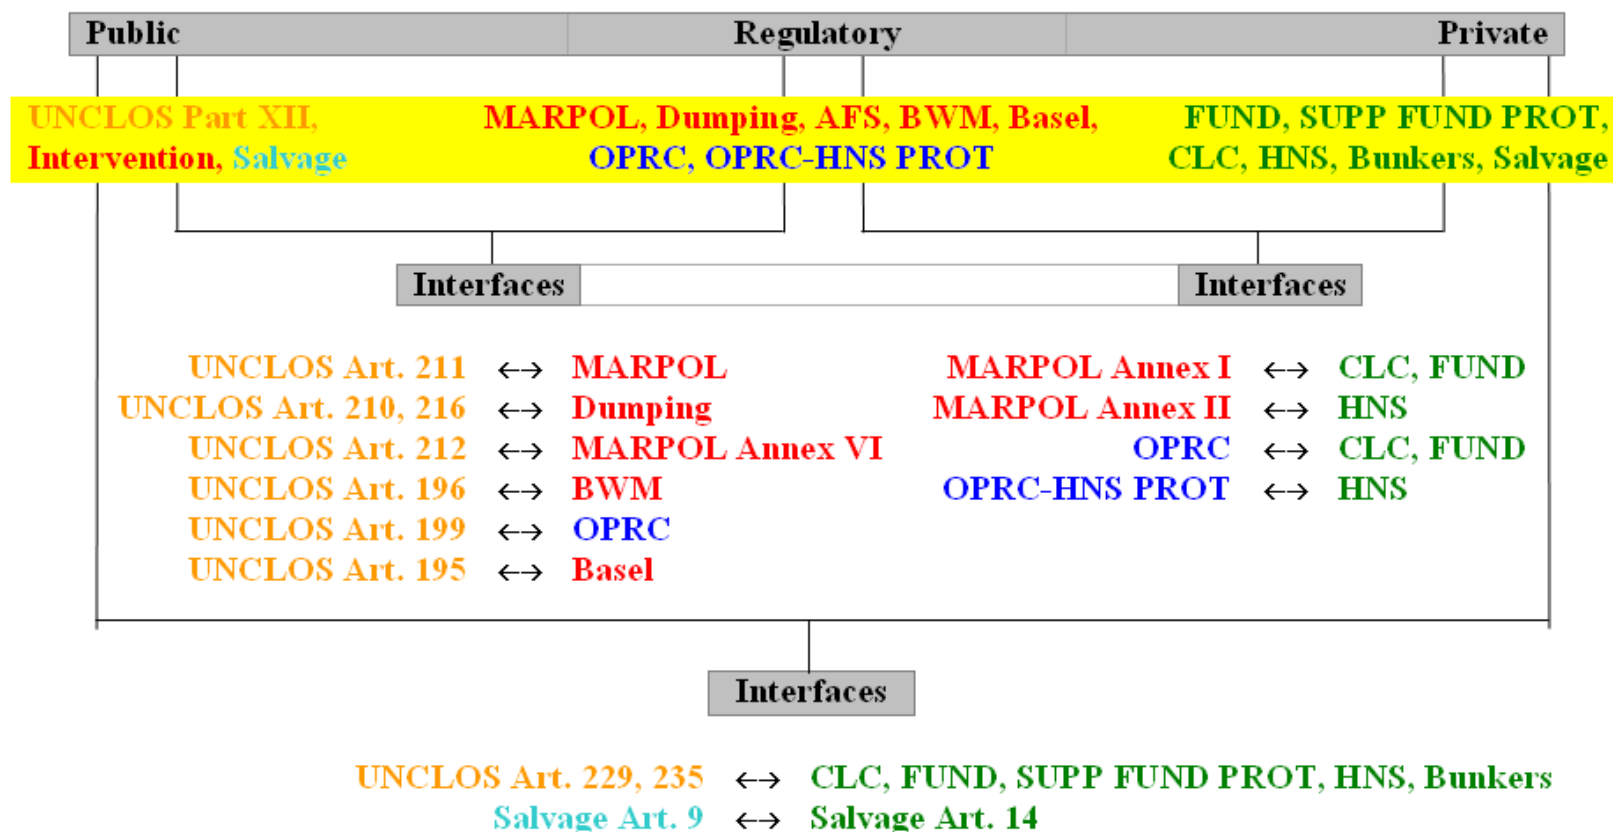 Public Regulatory Private
UNCLOS Part XII, MARPOL, Dumping, AFS, BWM, Basel, FUND, SUPP FUND PROT,
Intervention, Salvage OPRC, OPRC-HNS PROT CLC, HNS, Bunkers, Salvage
Interfaces Interfaces
UNCLOS Art. 211 ↔ MARPOL MARPOL Annex I ↔ CLC, FUND
UNCLOS Art. 210, 216 ↔ Dumping MARPOL Annex II ↔ HNS
UNCLOS Art. 212 ↔ MARPOL Annex VI OPRC ↔ CLC, FUND
UNCLOS Art. 196 ↔ BWM OPRC-HNS PROT ↔ HNS
UNCLOS Art. 199 ↔ OPRC
UNCLOS Art. 195 ↔ Basel
Interfaces
UNCLOS Art. 229, 235 ↔ CLC, FUND, SUPP FUND PROT, HNS, Bunkers
Salvage Art. 9 ↔ Salvage Art. 14